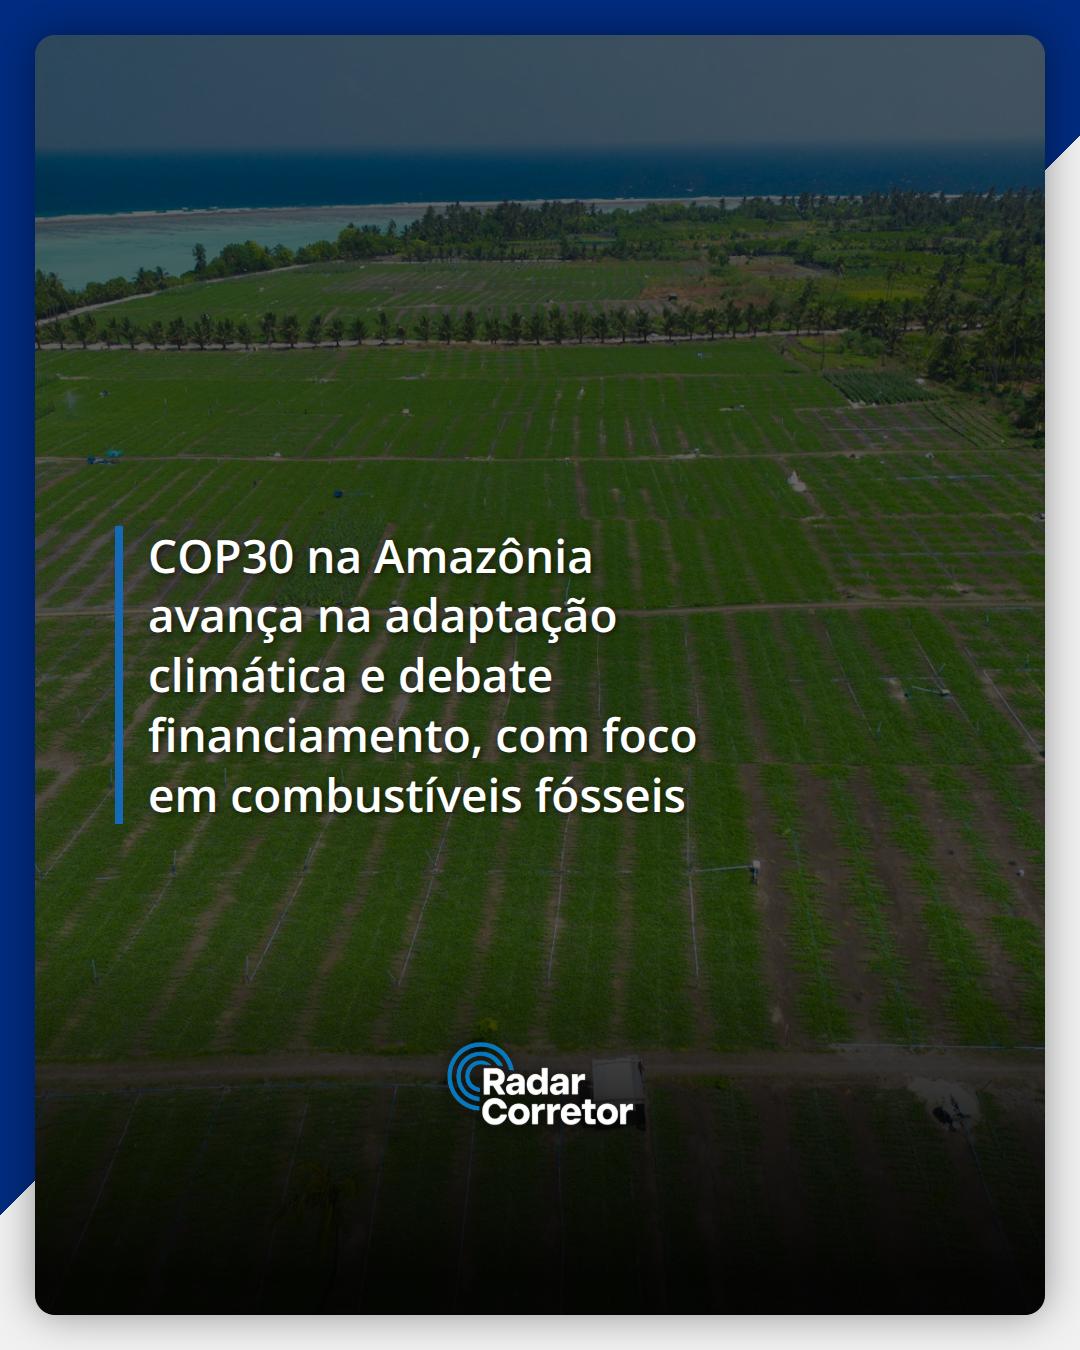 COP30 na Amazônia
avança na adaptação
climática e debate
financiamento, com foco
em combustíveis fósseis
Radar
Corretor